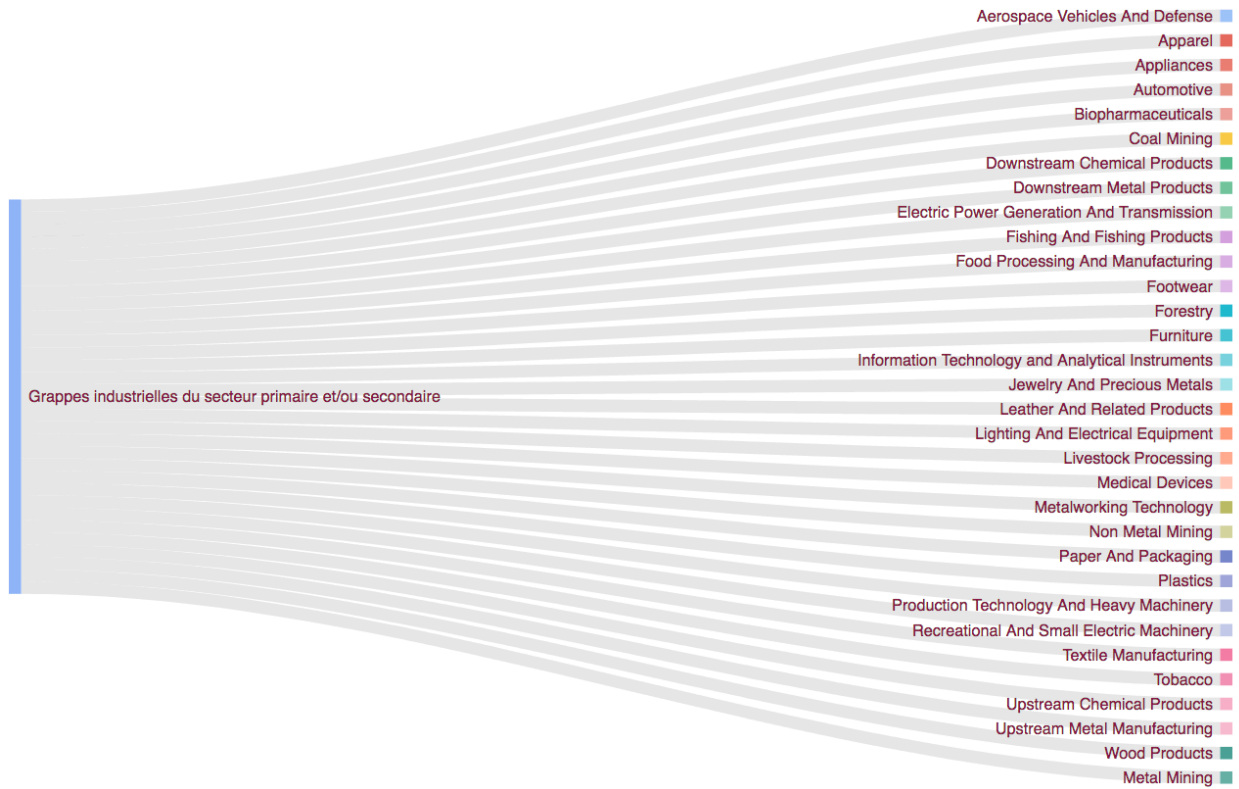 Aerospace Vehicles And Defense
Apparel
Appliances
Automotive
Biopharmaceuticals
Coal Mining
Downstream Chemical Products
Downstream Metal Products
Electric Power Generation And Transmission
Fishing And Fishing Products
Food Processing And Manufacturing
Footwear
Forestry
Furniture
Information Technology and Analytical Instruments
Jewelry And Precious Metals
Grappes industrielles du secteur primaire et/ou secondaire
Leather And Related Products
Lighting And Electrical Equipment
Livestock Processing
Medical Devices
Metalworking Technology
Non Metal Mining
Paper And Packaging
Plastics
Production Technology And Heavy Machinery
Recreational And Small Electric Machinery
Textile Manufacturing
Tobacco
Upstream Chemical Products
Upstream Metal Manufacturing
Wood Products
Metal Mining